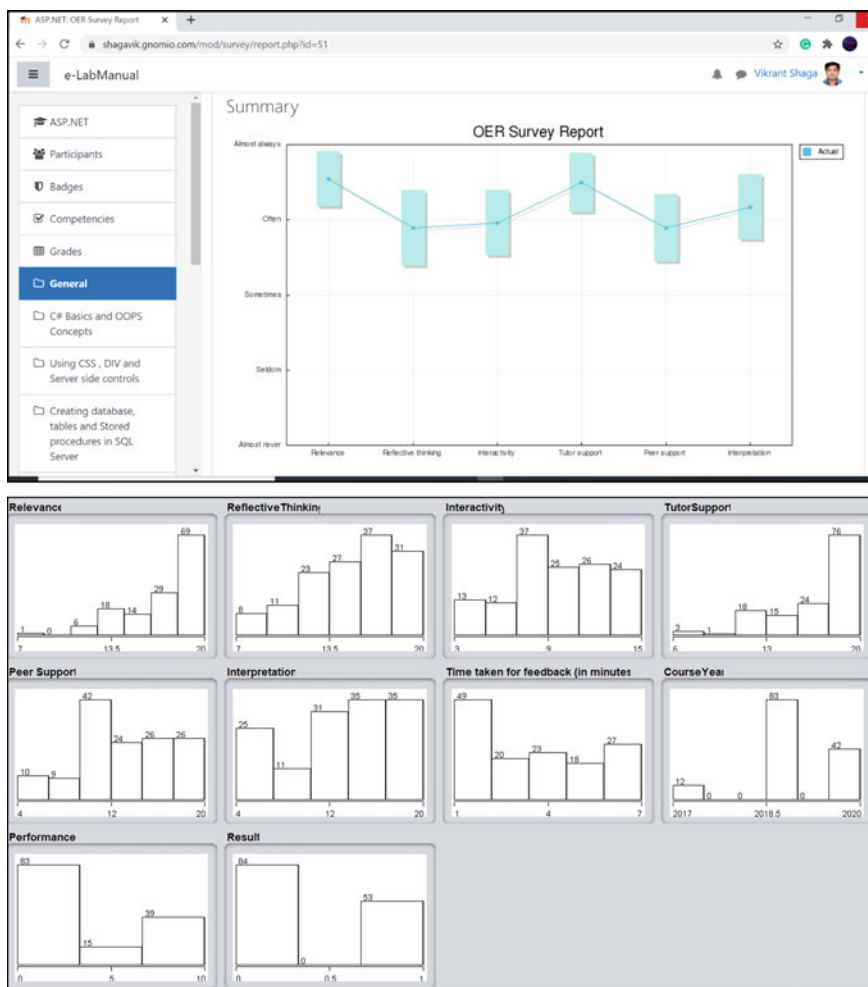 ASP.NET: OER Survey Report
shagavik.gnomio.com/mod/survey/report.php?id=51
e-LabManual
Vikrant Shaga
ASP.NET
Participants
Badges
Competencies
Grades
General
C# Basics and OOPS
Concepts
Using CSS , DIV and
Server side controls
Creating database,
tables and Stored
procedures in SQL
Server
Summary
OER Survey Report
Actual
Almost always
Often
Sometimes
Seldom
Almost never
Relevance Reflective thinking Interactivity Tutor support Peer support Interpretation
Relevance
1 0 6 18 14 29 69
7 13.5 20
ReflectiveThinkin
8 11 23 27 37 31
7 13.5 20
Interactivity
13 12 37 25 26 24
3 9 15
TutorSupport
3 1 18 15 24 76
6 13 20
Peer Support
10 9 42 24 26 26
4 12 20
Interpretation
25 11 31 35 35
4 12 20
Time taken for feedback (in minutes
49 20 23 18 27
1 4 7
CourseYear
12 0 0 83 0 42
2017 2018.5 2020
Performance
83 15 39
0 5 10
Result
84 0 53
0 0.5 1